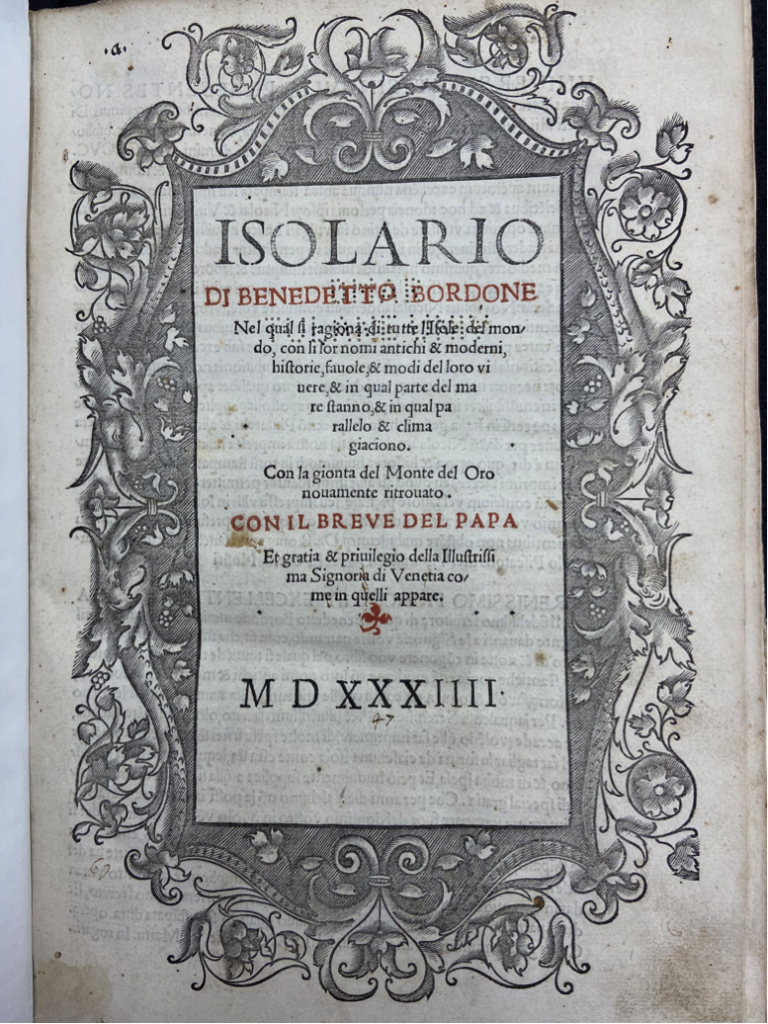 .a.
ISOLARIO
DI BENEDETTO BORDONE
Nel qual si ragiona di tutte l'Isole del mon-
do, con li lor nomi antichi & moderni,
historie, fauole, & modi del loro vi
uere, & in qual parte del ma
re stanno, & in qual pa
rallelo & clima
giaciono.
Con la gionta del Monte del Oro
nouamente ritrouato.
CON IL BREVE DEL PAPA
Et gratia & priuilegio della Illustrissi
ma Signoria di Venetia co-
me in quelli appare.
M D XXXIIII.
47